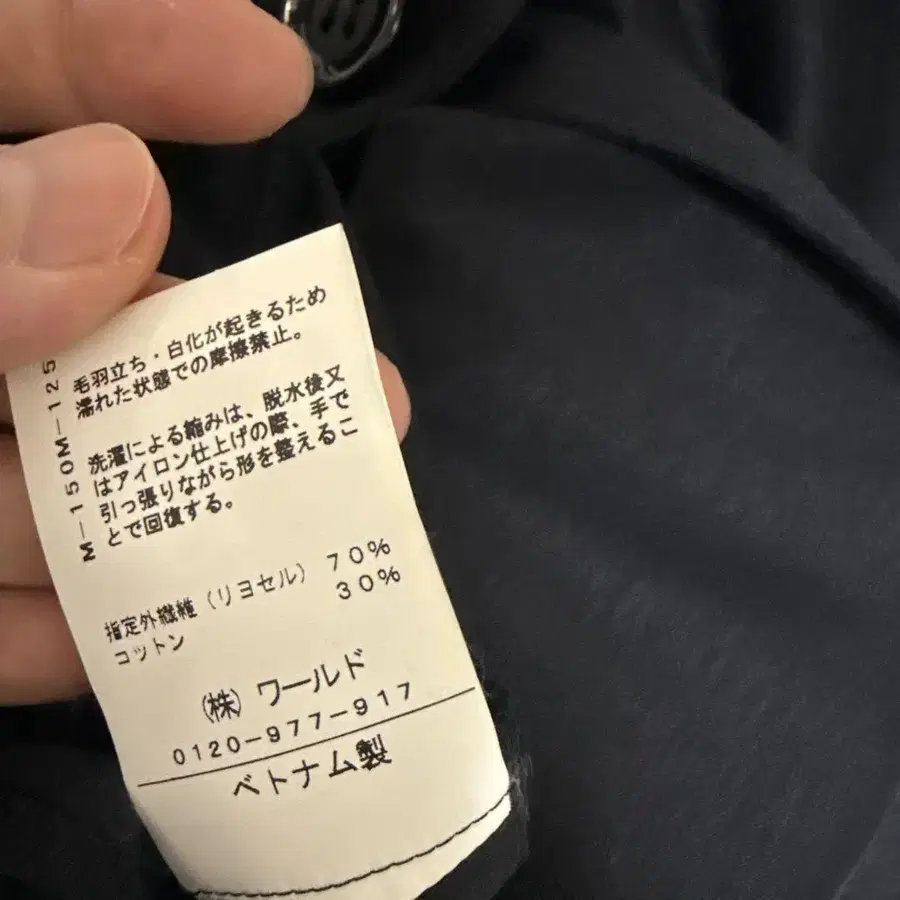 毛羽立ち・白化が起きるため
濡れた状態での摩擦禁止。
洗濯による縮みは、脱水後又
はアイロン仕上げの際、手で
引っ張りながら形を整えるこ
とで回復する。
指定外繊維（リヨセル） 70%
コットン 30%
（株）ワールド
0120-977-917
ベトナム製
M-150M-125